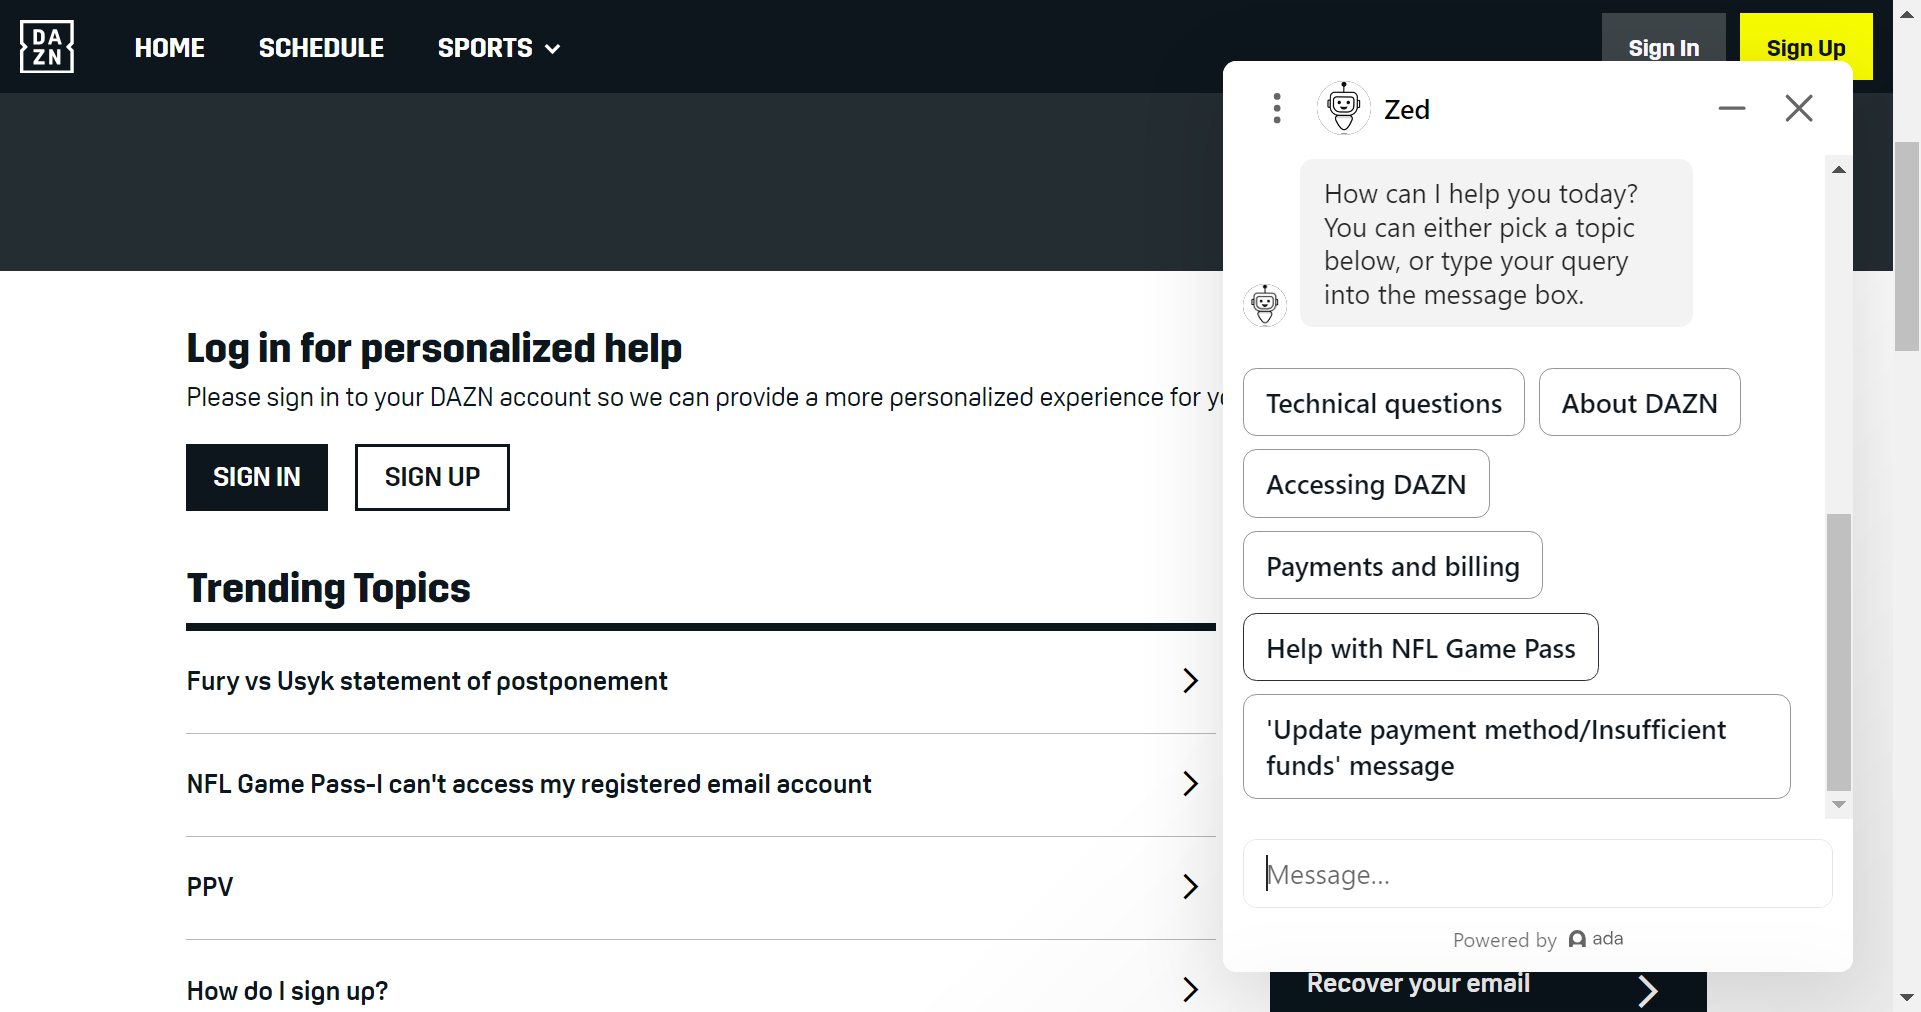 DA
ZN
HOME
SCHEDULE
SPORTS
Sign In
Sign Up
Log in for personalized help
Please sign in to your DAZN account so we can provide a more personalized experience for
SIGN IN
SIGN UP
Trending Topics
Fury vs Usyk statement of postponement
NFL Game Pass-I can't access my registered email account
PPV
How do I sign up?
Zed
How can I help you today?
You can either pick a topic
below, or type your query
into the message box.
Technical questions
About DAZN
Accessing DAZN
Payments and billing
Help with NFL Game Pass
'Update payment method/Insufficient
funds' message
Message...
Powered by ada
Recover your email